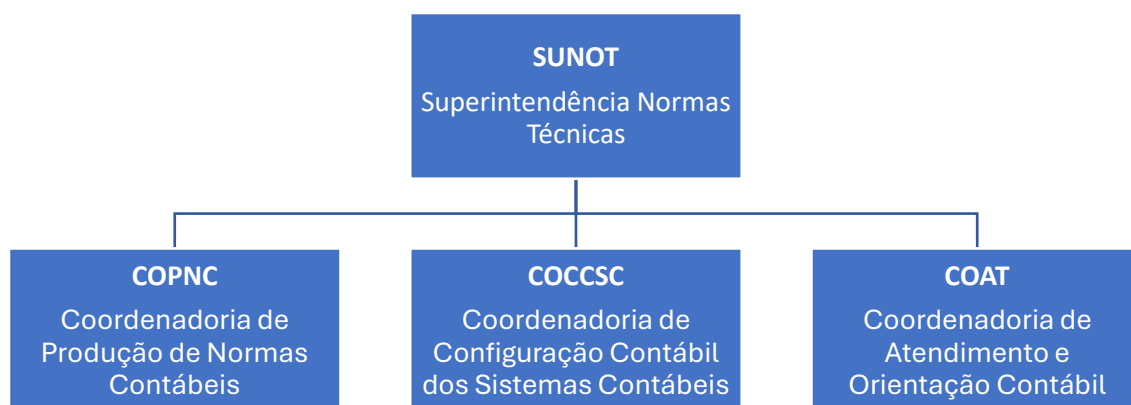 SUNOT
Superintendência Normas
Técnicas
COPNC
Coordenadoria de
Produção de Normas
Contábeis
COCCSC
Coordenadoria de
Configuração Contábil
dos Sistemas Contábeis
COAT
Coordenadoria de
Atendimento e
Orientação Contábil